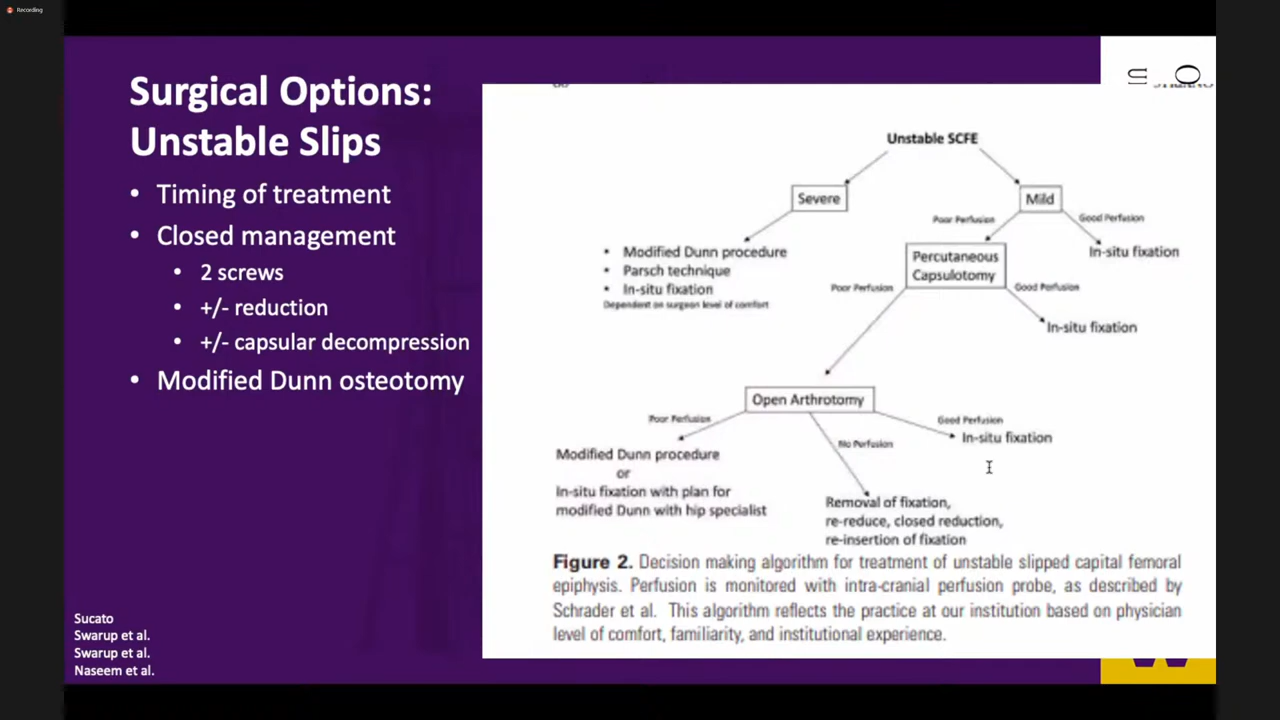 Recording
Surgical Options:
Unstable Slips
• Timing of treatment
• Closed management
• 2 screws
• +/- reduction
• +/- capsular decompression
• Modified Dunn osteotomy
Sucato
Swarup et al.
Swarup et al.
Naseem et al.
Unstable SCFE
Severe
Mild
Poor Perfusion
Good Perfusion
• Modified Dunn procedure
• Parsch technique
• In-situ fixation
Dependent on surgeon level of comfort
Percutaneous
Capsulotomy
In-situ fixation
Poor Perfusion
Good Perfusion
In-situ fixation
Open Arthrotomy
Poor Perfusion
No Perfusion
Good Perfusion
In-situ fixation
Modified Dunn procedure
or
In-situ fixation with plan for
modified Dunn with hip specialist
Removal of fixation,
re-reduce, closed reduction,
re-insertion of fixation
Figure 2. Decision making algorithm for treatment of unstable slipped capital femoral
epiphysis. Perfusion is monitored with intra-cranial perfusion probe, as described by
Schrader et al. This algorithm reflects the practice at our institution based on physician
level of comfort, familiarity, and institutional experience.